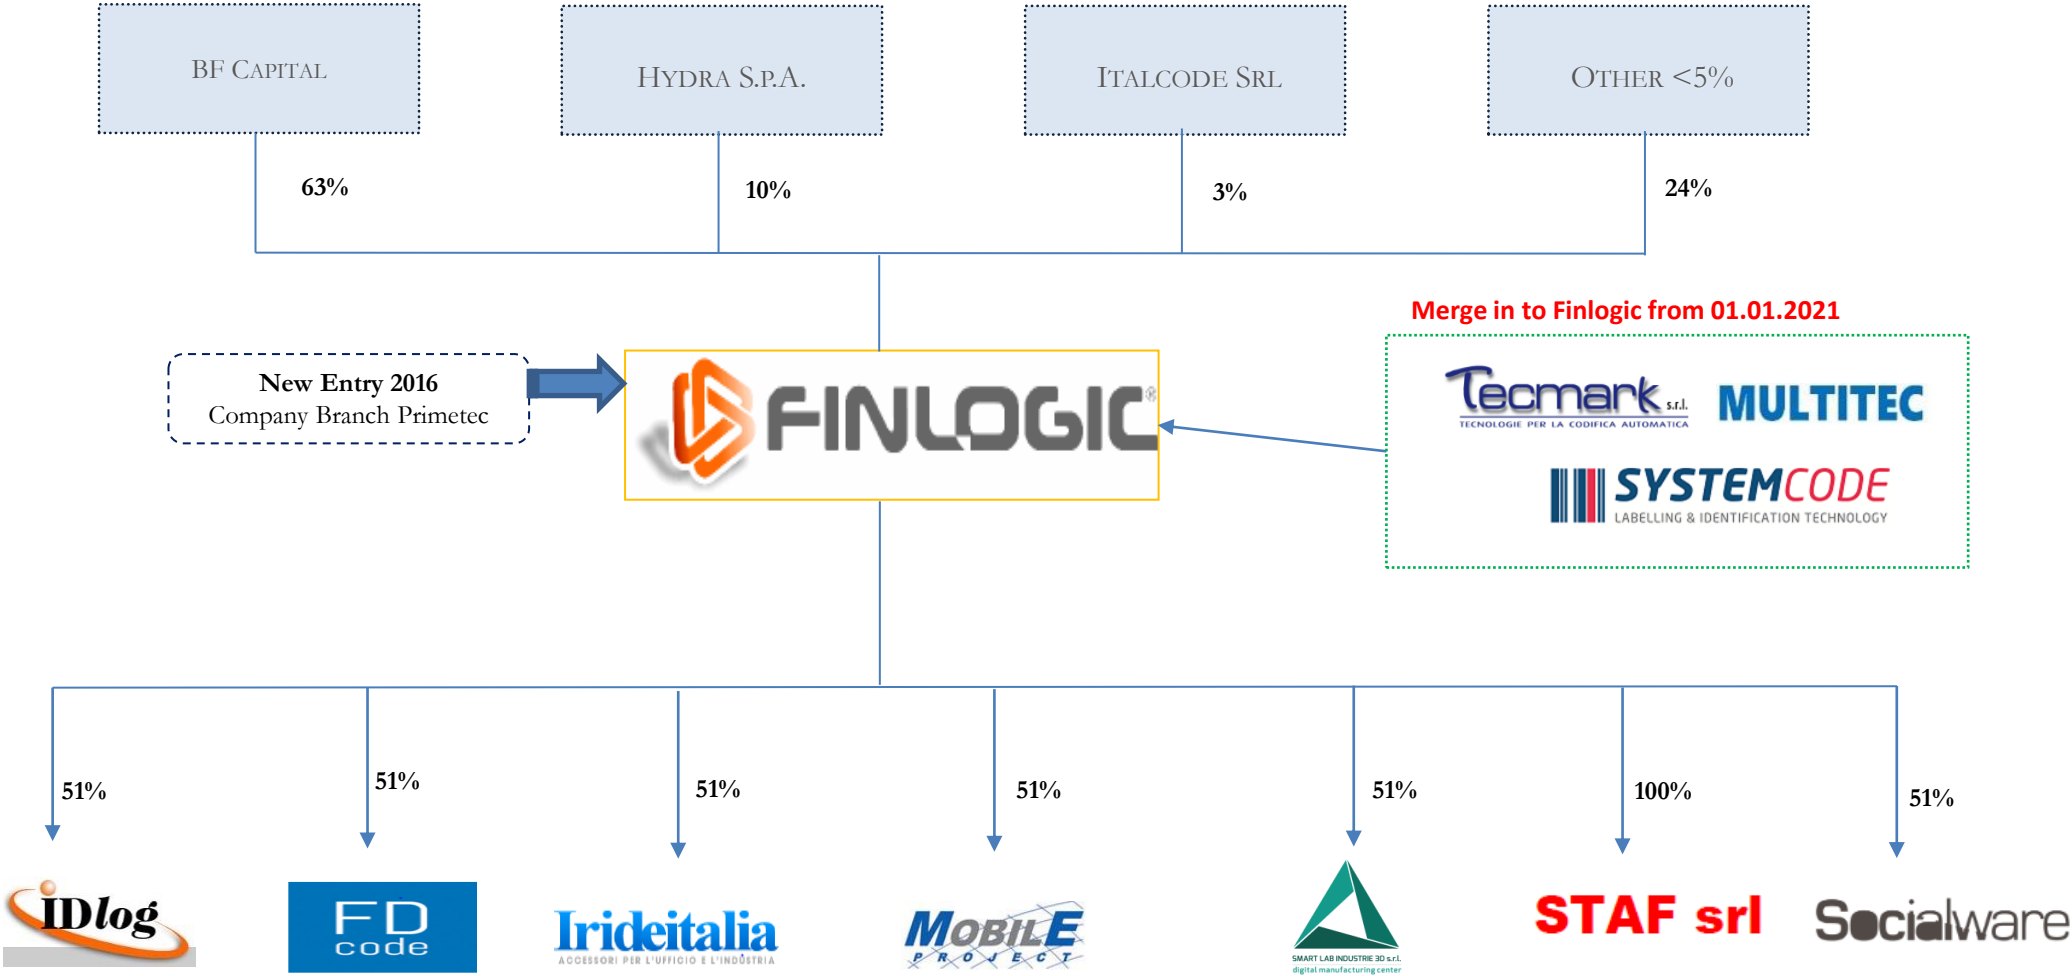 BF CAPITAL
HYDRA S.P.A.
ITALCODE SRL
OTHER <5%
63%
10%
3%
24%
Merge in to Finlogic from 01.01.2021
New Entry 2016
Company Branch Primetec
FINLOGIC®
Tecmark s.r.l.
TECNOLOGIE PER LA CODIFICA AUTOMATICA
MULTITEC
SYSTEMCODE
LABELLING & IDENTIFICATION TECHNOLOGY
51%
51%
51%
51%
51%
100%
51%
IDlog
FD
code
Irideitalia
ACCESSORI PER L'UFFICIO E L'INDUSTRIA
MOBILE
PROJECT
SMART LAB INDUSTRIE 3D s.r.l.
digital manufacturing center
STAF srl
Socialware